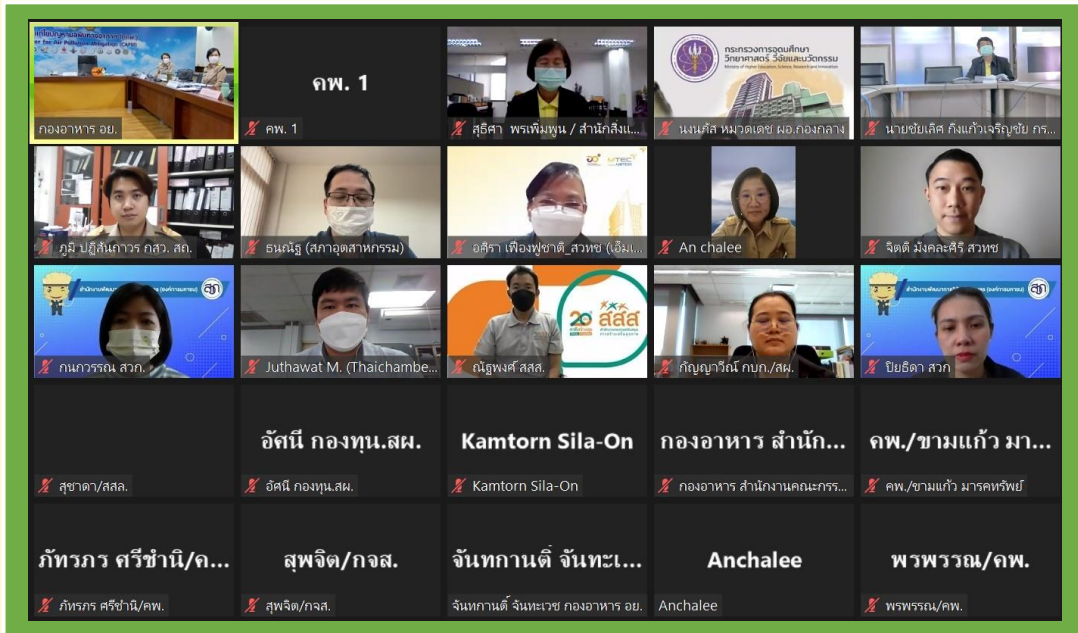 กองอาหาร อย.
คพ. 1
คพ. 1
สุธิศา พรเพิ่มพูน / สำนักสิ่งแ...
กระทรวงการอุดมศึกษา
วิทยาศาสตร์ วิจัยและนวัตกรรม
Ministry of Higher Education, Science, Research and Innovation
นงนภัส หมวดเดช ผอ.กองกลาง
นายชัยเลิศ กิ่งแก้วเจริญชัย กร...
ภูมิ ปฏิสันถาวร กสว. สถ.
ธนณัฐ (สภาอุตสาหกรรม)
MTEC
อศิรา เฟื่องฟูชาติ_สวทช (เอ็มเ...
An chalee
จิตติ มังคละศิริ สวทช
กนกวรรณ สวก.
Juthawat M. (Thaichambe...
20 สสส
ณัฐพงศ์ สสส.
กัญญาวีณ์ กบก./สผ.
ปิยธิดา สวก
สุชาดา/สสล.
อัศนี กองทุน.สผ.
อัศนี กองทุน.สผ.
Kamtorn Sila-On
Kamtorn Sila-On
กองอาหาร สำนัก...
กองอาหาร สำนักงานคณะกรร...
คพ./ขามแก้ว มา...
คพ./ขามแก้ว มารคทรัพย์
ภัทรภร ศรีชำนิ/ค...
ภัทรภร ศรีชำนิ/คพ.
สุพจิต/กจส.
สุพจิต/กจส.
จันทกานติ์ จันทะเ...
จันทกานติ์ จันทะเวช กองอาหาร อย.
Anchalee
Anchalee
พรพรรณ/คพ.
พรพรรณ/คพ.